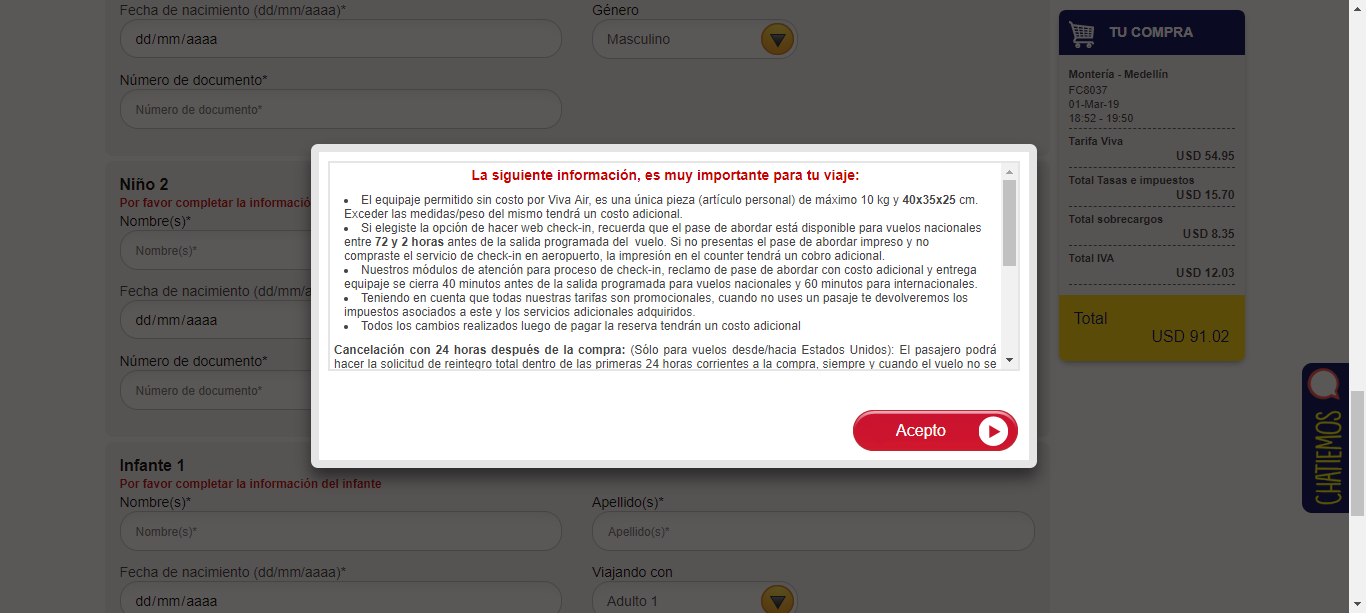 Fecha de nacimiento (dd/mm/aaaa)*
Género
dd/mm/aaaa
Masculino
Número de documento*
Número de documento*
Niño 2
Por favor completar la informació
Nombre(s)*
Nombre(s)*
Fecha de nacimiento (dd/mm/a
dd/mm/aaaa
Número de documento*
Número de documento*
La siguiente información, es muy importante para tu viaje:
• El equipaje permitido sin costo por Viva Air, es una única pieza (artículo personal) de máximo 10 kg y 40x35x25 cm.
Exceder las medidas/peso del mismo tendrá un costo adicional.
• Si elegiste la opción de hacer web check-in, recuerda que el pase de abordar está disponible para vuelos nacionales
entre 72 y 2 horas antes de la salida programada del vuelo. Si no presentas el pase de abordar impreso y no
compraste el servicio de check-in en aeropuerto, la impresión en el counter tendrá un cobro adicional.
• Nuestros módulos de atención para proceso de check-in, reclamo de pase de abordar con costo adicional y entrega
equipaje se cierra 40 minutos antes de la salida programada para vuelos nacionales y 60 minutos para internacionales.
• Teniendo en cuenta que todas nuestras tarifas son promocionales, cuando no uses un pasaje te devolveremos los
impuestos asociados a este y los servicios adicionales adquiridos.
• Todos los cambios realizados luego de pagar la reserva tendrán un costo adicional
Cancelación con 24 horas después de la compra: (Sólo para vuelos desde/hacia Estados Unidos): El pasajero podrá
hacer la solicitud de reintegro total dentro de las primeras 24 horas corrientes a la compra, siempre y cuando el vuelo no se
Acepto
Infante 1
Por favor completar la información del infante
Nombre(s)*
Apellido(s)*
Nombre(s)*
Apellido(s)*
Fecha de nacimiento (dd/mm/aaaa)*
Viajando con
dd/mm/aaaa
Adulto 1
TU COMPRA
Montería - Medellín
FC8037
01-Mar-19
18:52 - 19:50
Tarifa Viva
USD 54.95
Total Tasas e impuestos
USD 15.70
Total sobrecargos
USD 8.35
Total IVA
USD 12.03
Total
USD 91.02
CHATIEMOS